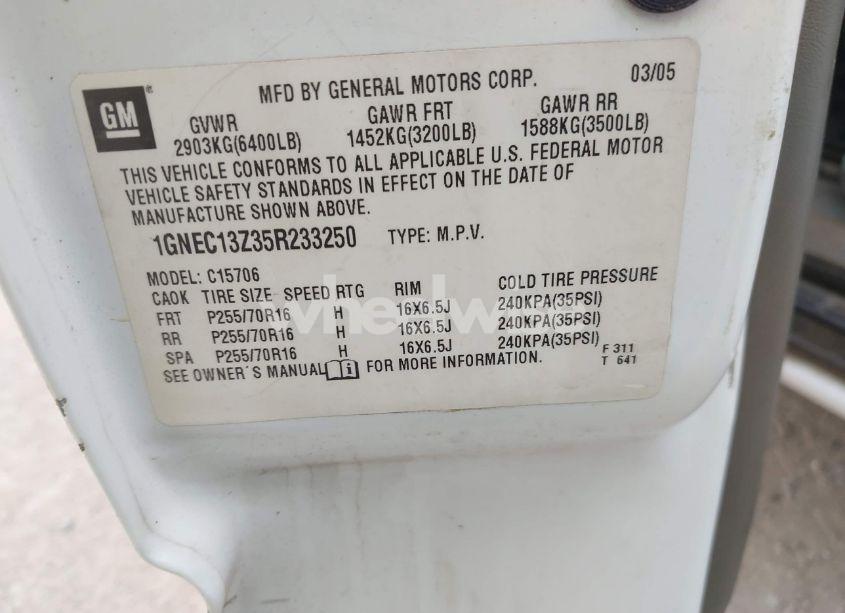 GM
MFD BY GENERAL MOTORS CORP. 03/05
GVWR GAWR FRT GAWR RR
2903KG(6400LB) 1452KG(3200LB) 1588KG(3500LB)
THIS VEHICLE CONFORMS TO ALL APPLICABLE U.S. FEDERAL MOTOR
VEHICLE SAFETY STANDARDS IN EFFECT ON THE DATE OF
MANUFACTURE SHOWN ABOVE.
1GNEC13Z35R233250 TYPE: M.P.V.
MODEL: C15706
CAOK TIRE SIZE SPEED RTG RIM COLD TIRE PRESSURE
FRT P255/70R16 H 16X6.5J 240KPA(35PSI)
RR P255/70R16 H 16X6.5J 240KPA(35PSI)
SPA P255/70R16 H 16X6.5J 240KPA(35PSI)
SEE OWNER'S MANUAL i FOR MORE INFORMATION.
F 311
T 641